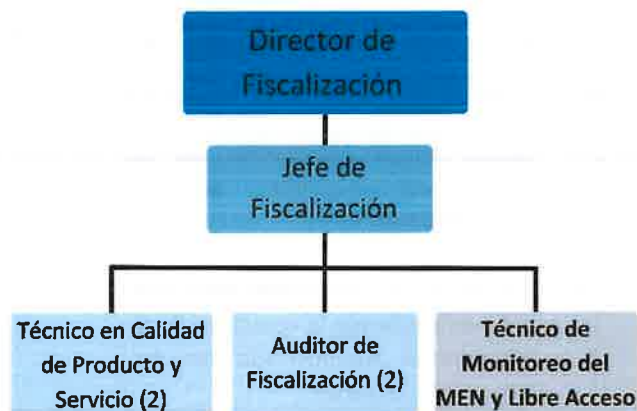 Director de
Fiscalización
Jefe de
Fiscalización
Técnico en Calidad
de Producto y
Servicio (2)
Auditor de
Fiscalización (2)
Técnico de
Monitoreo del
MEN y Libre Acceso